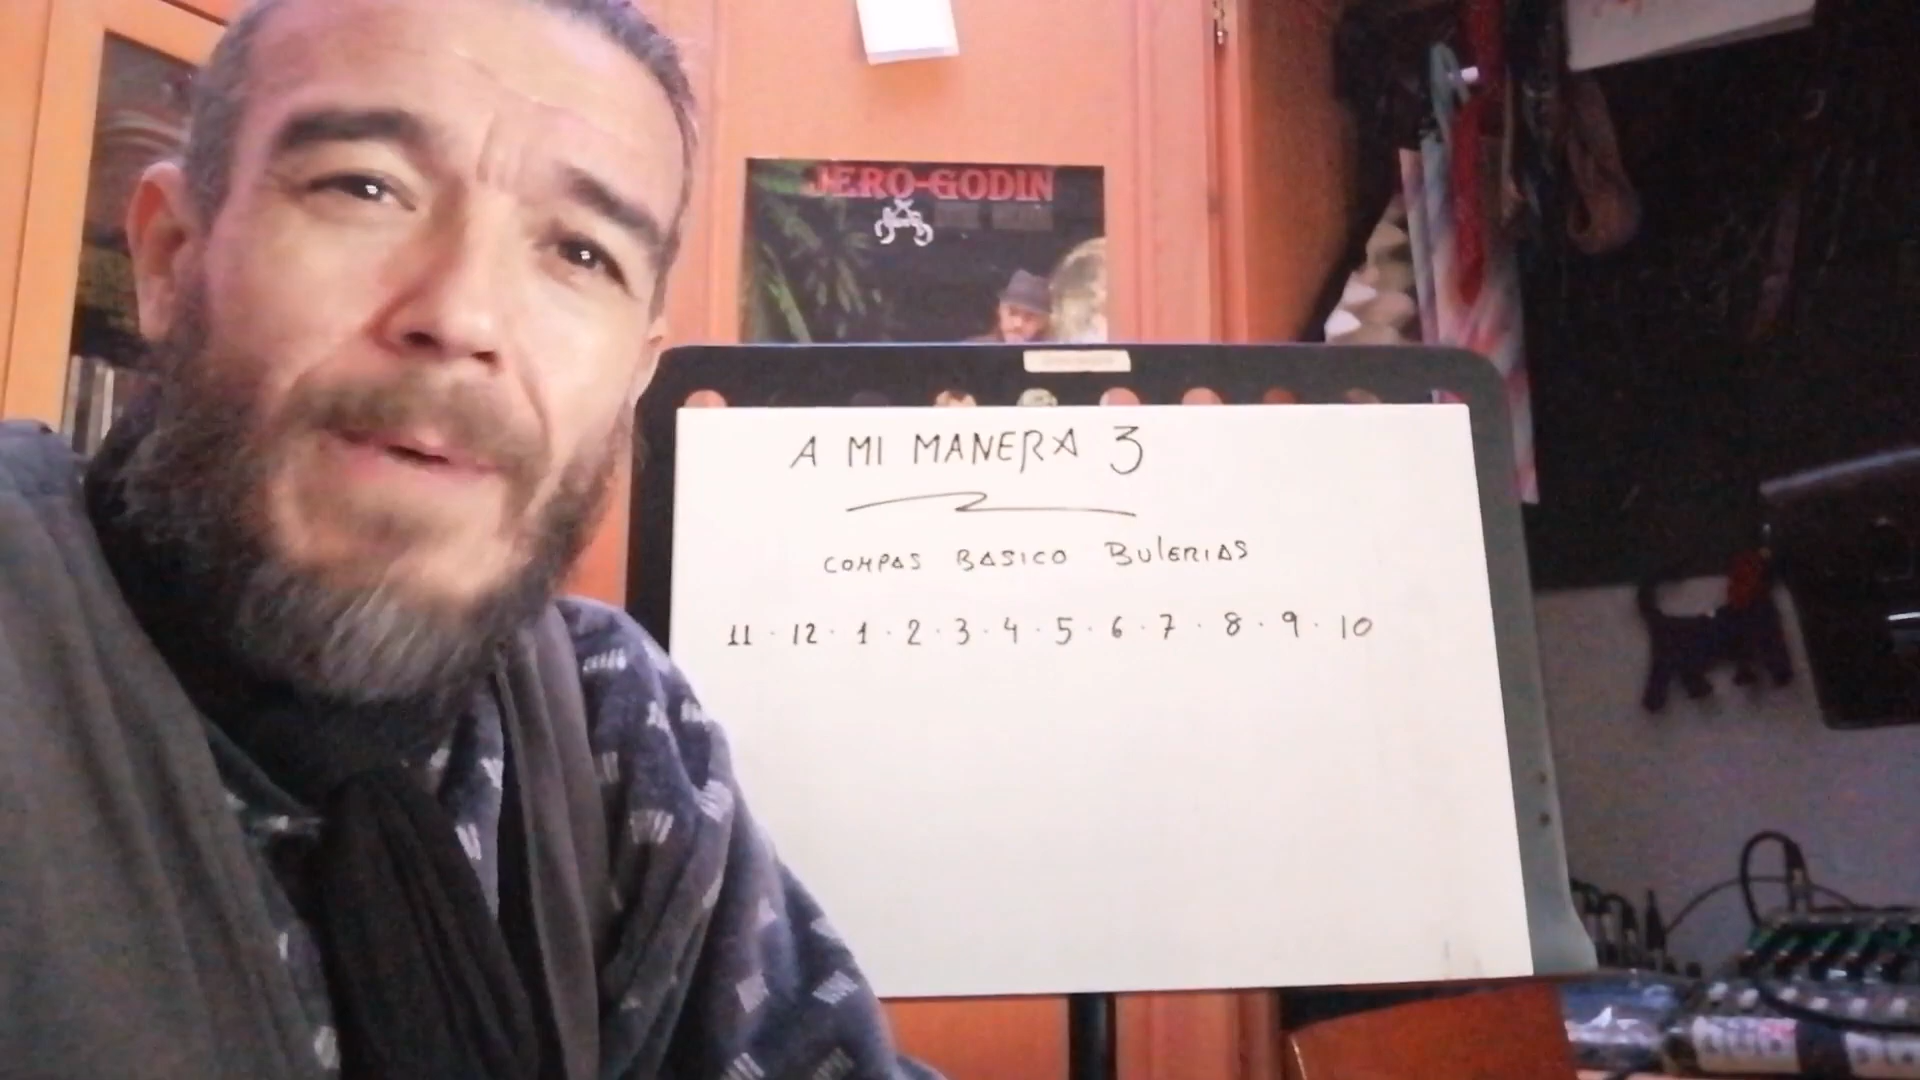 JERO-GODIN
A MI MANERA 3
COMPAS BASICO BULERIAS
11 · 12 · 1 · 2 · 3 · 4 · 5 · 6 · 7 · 8 · 9 · 10